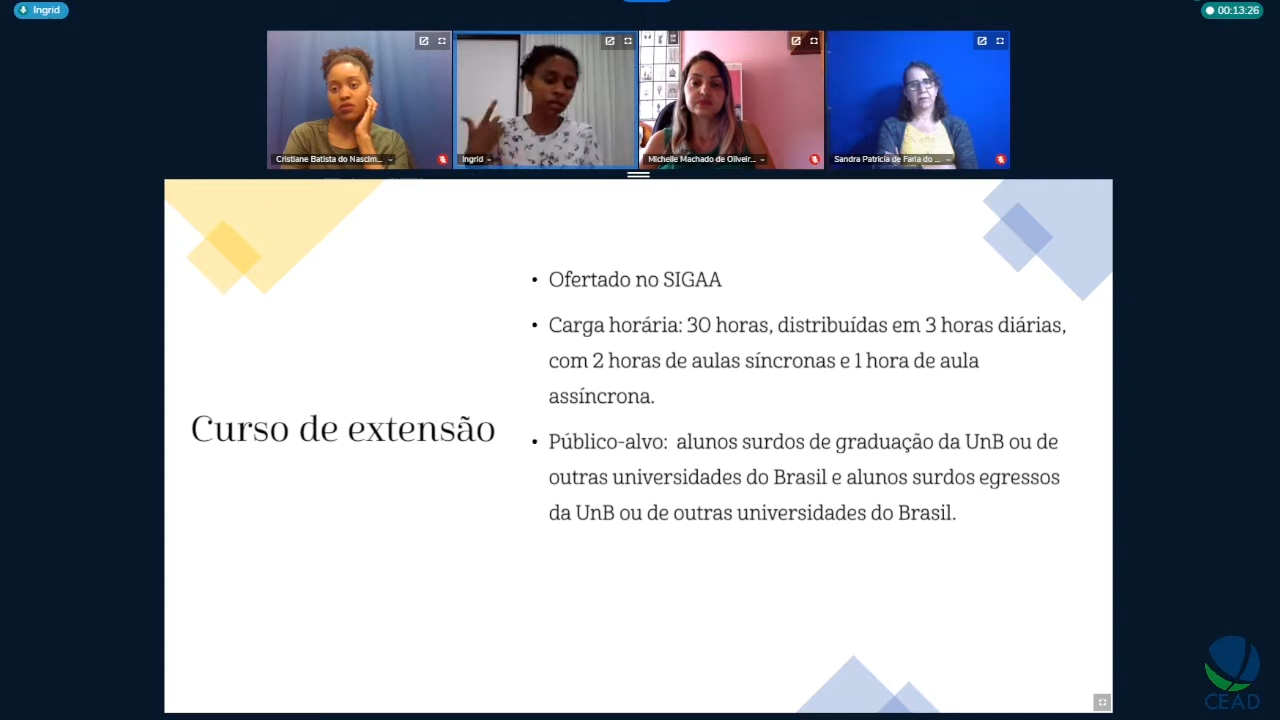 Ingrid
00:13:26
Cristiane Batista do Nascim...
Ingrid
Michelle Machado de Oliveir...
Sandra Patrícia de Faria do ...
Curso de extensão
• Ofertado no SIGAA
• Carga horária: 30 horas, distribuídas em 3 horas diárias,
com 2 horas de aulas síncronas e 1 hora de aula
assíncrona.
• Público-alvo: alunos surdos de graduação da UnB ou de
outras universidades do Brasil e alunos surdos egressos
da UnB ou de outras universidades do Brasil.
CEAD